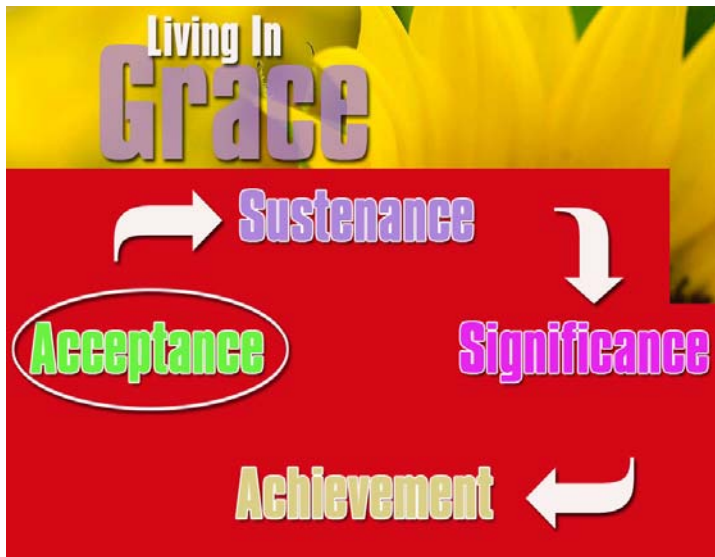 Living In
Grace
Sustenance
Acceptance
Significance
Achievement